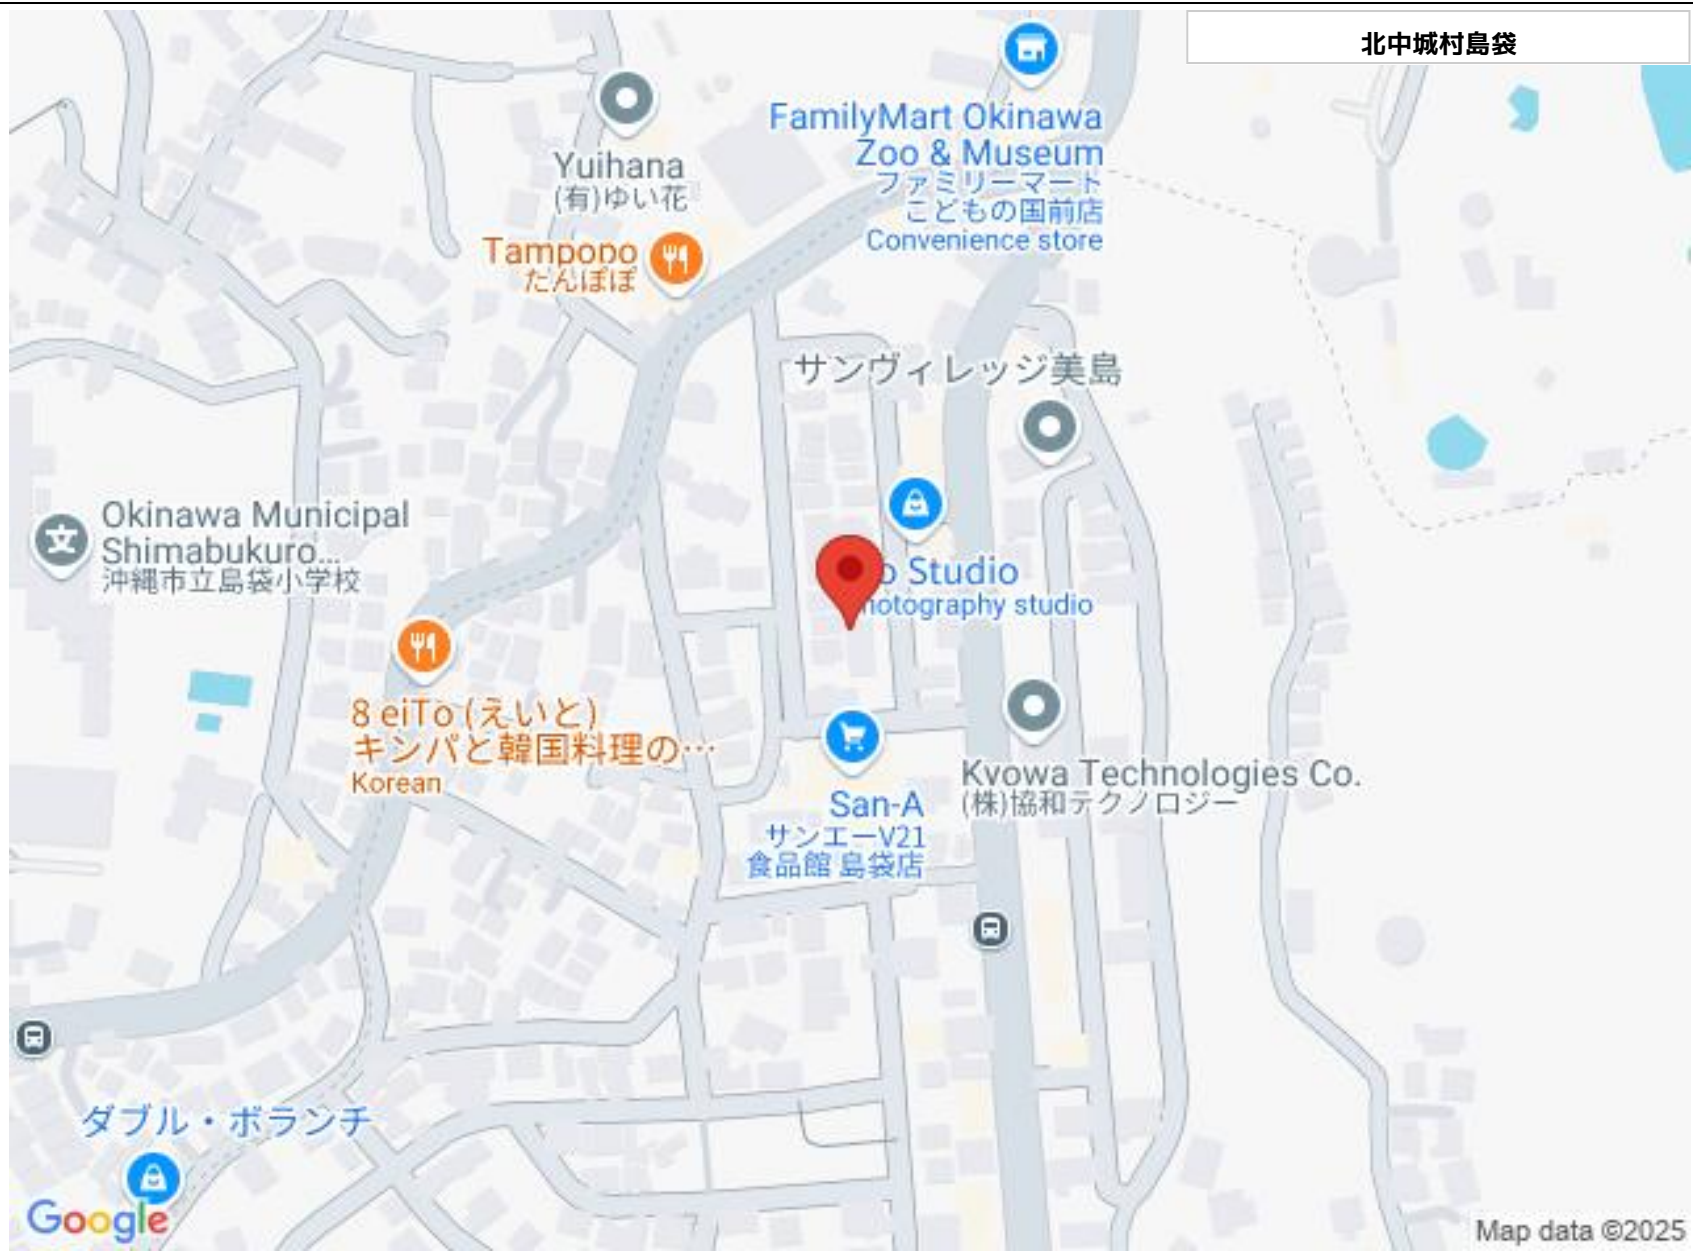 北中城村島袋
FamilyMart Okinawa
Zoo & Museum
ファミリーマート
こどもの国前店
Convenience store
Yuihana
(有)ゆい花
Tampopo
たんぽぽ
サンヴィレッジ美島
Okinawa Municipal
Shimabukuro...
沖縄市立島袋小学校
o Studio
hotography studio
8 eiTo (えいと)
キンパと韓国料理の…
Korean
San-A
サンエーV21
食品館 島袋店
Kyowa Technologies Co.
(株)協和テクノロジー
ダブル・ボランチ
Google
Map data ©2025